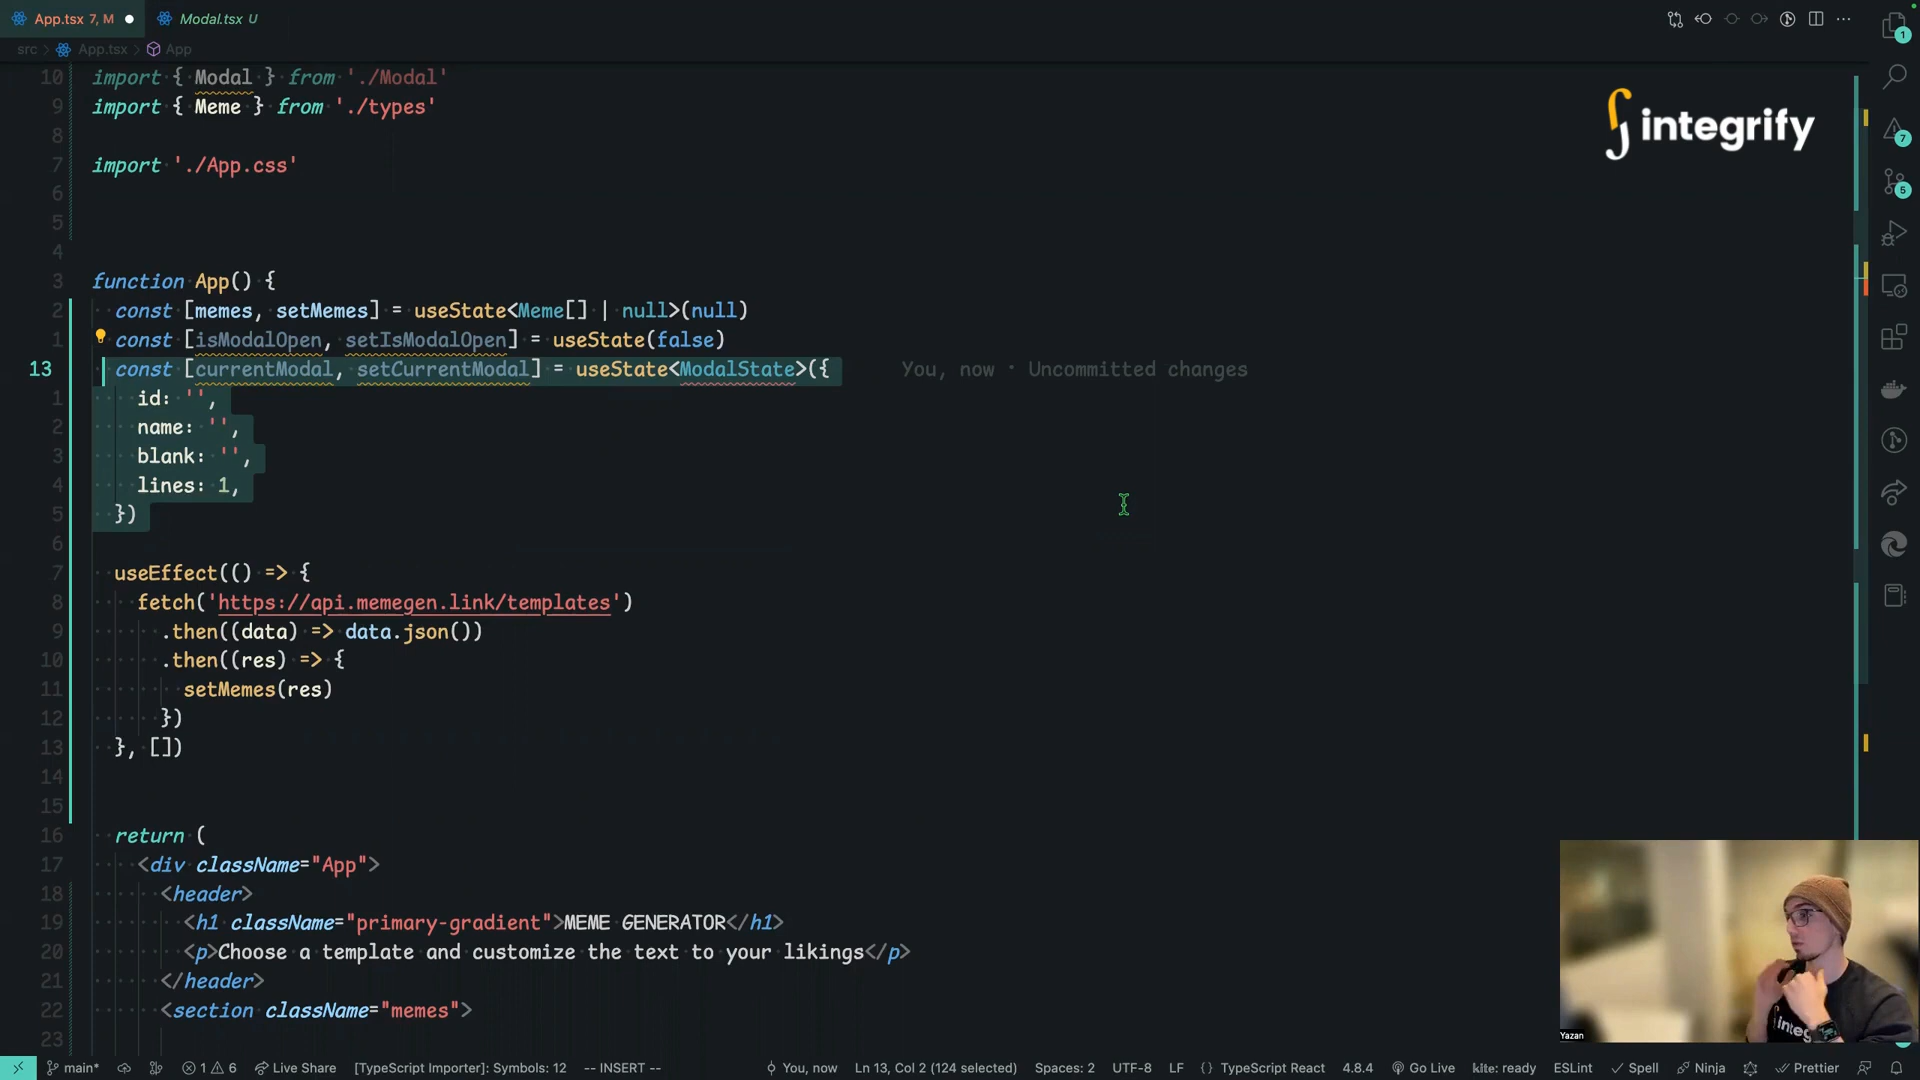 App.tsx 7, M
Modal.tsx U
src > App.tsx > App
10 import { Modal } from './Modal'
9 import { Meme } from './types'
8
7 import './App.css'
6
5
4
3 function App() {
2 const [memes, setMemes] = useState<Meme[] | null>(null)
1 const [isModalOpen, setIsModalOpen] = useState(false)
13 const [currentModal, setCurrentModal] = useState<ModalState>({ You, now • Uncommitted changes
1 id: '',
2 name: '',
3 blank: '',
4 lines: 1,
5 })
6
7 useEffect(() => {
8 fetch('https://api.memegen.link/templates')
9 .then((data) => data.json())
10 .then((res) => {
11 setMemes(res)
12 })
13 }, [])
14
15
16 return (
17 <div className="App">
18 <header>
19 <h1 className="primary-gradient">MEME GENERATOR</h1>
20 <p>Choose a template and customize the text to your likings</p>
21 </header>
22 <section className="memes">
23
integrify
1
7
5
Yazan
main* 1 6 Live Share [TypeScript Importer]: Symbols: 12 -- INSERT -- You, now Ln 13, Col 2 (124 selected) Spaces: 2 UTF-8 LF { } TypeScript React 4.8.4 Go Live kite: ready ESLint Spell Ninja Prettier